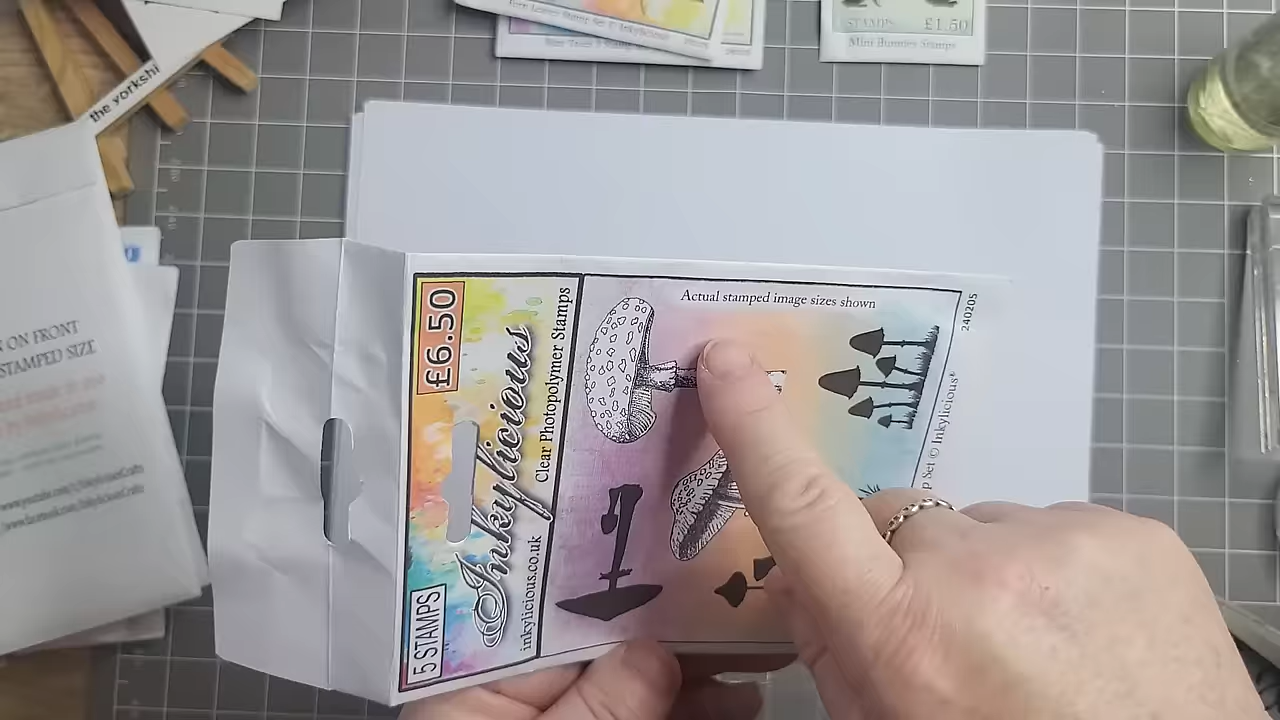 STAMPS £1.50
Mini Bunnies Stamps
the yorkshi
N ON FRONT
STAMPED SIZE
£6.50
5 STAMPS
Inkylicious
inkylicious.co.uk
Clear Photopolymer Stamps
Actual stamped image sizes shown
240205
p Set © Inkylicious®